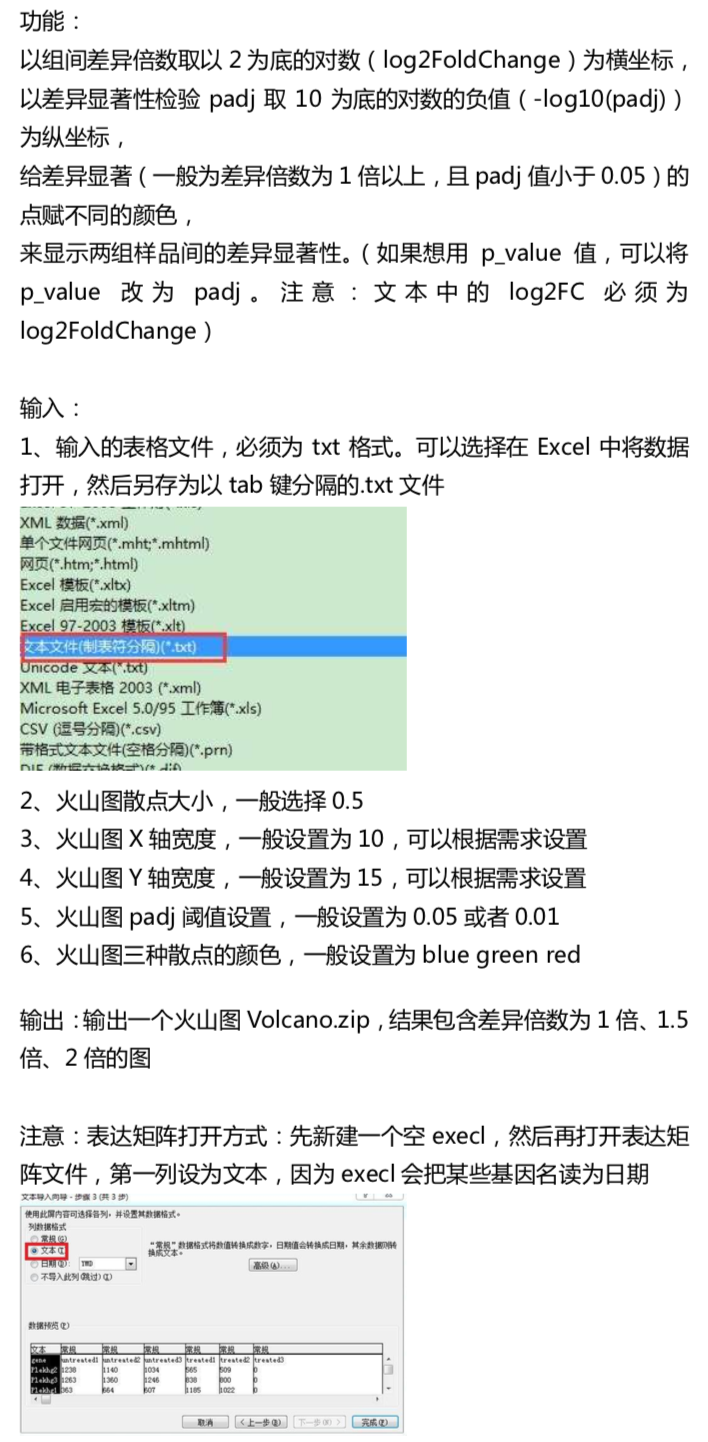 功能：
以组间差异倍数取以 2 为底的对数（log2FoldChange）为横坐标，
以差异显著性检验 padj 取 10 为底的对数的负值（-log10(padj)）
为纵坐标，
给差异显著（一般为差异倍数为 1 倍以上，且 padj 值小于 0.05）的
点赋不同的颜色，
来显示两组样品间的差异显著性。（如果想用 p_value 值，可以将
p_value 改为 padj。注意：文本中的 log2FC 必须为
log2FoldChange）
输入：
1、输入的表格文件，必须为 txt 格式。可以选择在 Excel 中将数据
打开，然后另存为以 tab 键分隔的.txt 文件
XML 数据(*.xml)
单个文件网页(*.mht;*.mhtml)
网页(*.htm;*.html)
Excel 模板(*.xltx)
Excel 启用宏的模板(*.xltm)
Excel 97-2003 模板(*.xlt)
文本文件(制表符分隔)(*.txt)
Unicode 文本(*.txt)
XML 电子表格 2003 (*.xml)
Microsoft Excel 5.0/95 工作簿(*.xls)
CSV (逗号分隔)(*.csv)
带格式文本文件(空格分隔)(*.prn)
DIF (数据交换格式)(*.dif)
2、火山图散点大小，一般选择 0.5
3、火山图 X 轴宽度，一般设置为 10，可以根据需求设置
4、火山图 Y 轴宽度，一般设置为 15，可以根据需求设置
5、火山图 padj 阈值设置，一般设置为 0.05 或者 0.01
6、火山图三种散点的颜色，一般设置为 blue green red
输出：输出一个火山图 Volcano.zip，结果包含差异倍数为 1 倍、1.5
倍、2 倍的图
注意：表达矩阵打开方式：先新建一个空 execl，然后再打开表达矩
阵文件，第一列设为文本，因为 execl 会把某些基因名读为日期
文本导入向导 - 步骤 3 (共 3 步)
使用此屏内容可选择各列，并设置其数据格式。
列数据格式
常规(G)
文本(T)
日期(D): YMD
不导入此列(跳过)(I)
“常规”数据格式将数值转换成数字，日期值会转换成日期，其余数据则转
换成文本。
高级(A)...
数据预览(P)
文本 常规 常规 常规 常规 常规 常规
gene untreated1 untreated2 untreated3 treated1 treated2 treated3
Plekhg2 1238 1140 1034 565 509 0
Plekhg3 1263 1360 1246 838 800 0
Plekhg1 363 664 607 1185 1022 0
取消 <上一步(B) 下一步(N)> 完成(F)